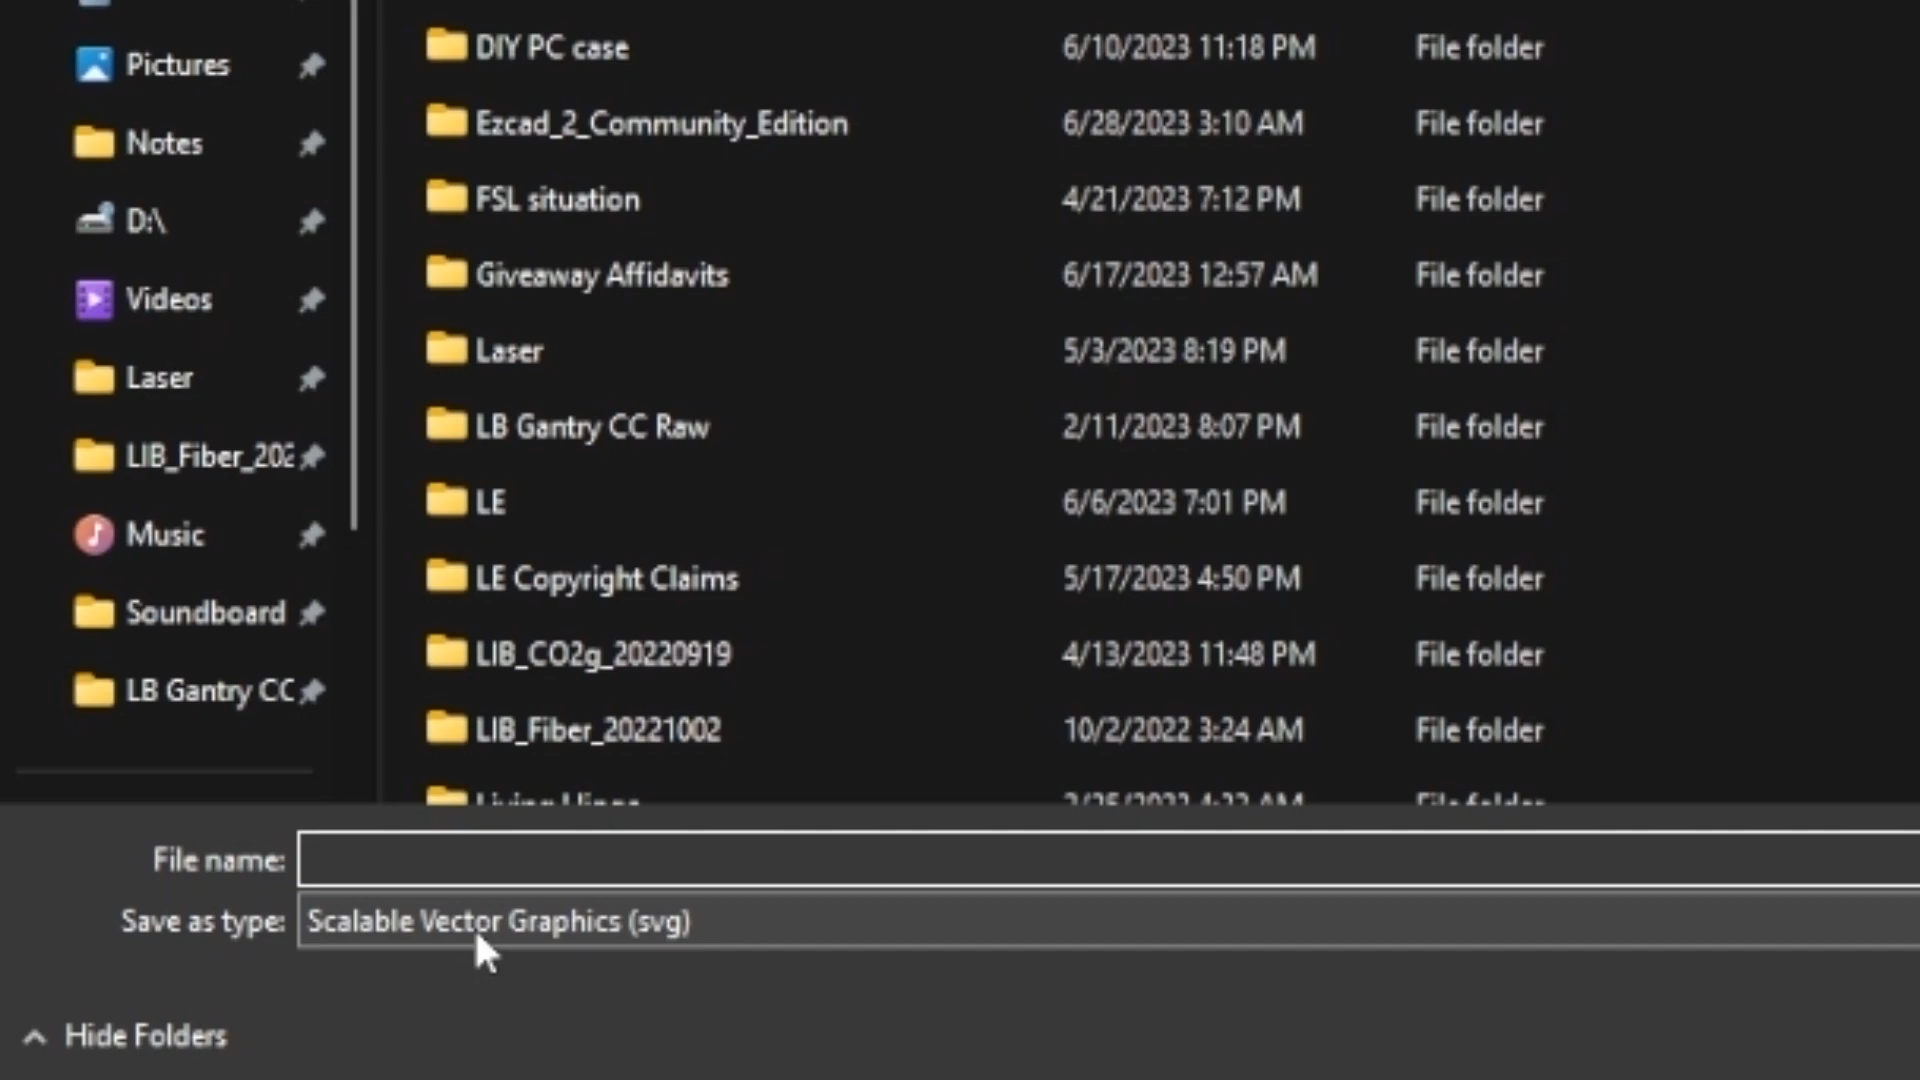 DIY PC case 6/10/2023 11:18 PM File folder
Pictures
Ezcad_2_Community_Edition 6/28/2023 3:10 AM File folder
Notes
FSL situation 4/21/2023 7:12 PM File folder
D:\
Giveaway Affidavits 6/17/2023 12:57 AM File folder
Videos
Laser 5/3/2023 8:19 PM File folder
Laser
LB Gantry CC Raw 2/11/2023 8:07 PM File folder
LIB_Fiber_202
LE 6/6/2023 7:01 PM File folder
Music
LE Copyright Claims 5/17/2023 4:50 PM File folder
Soundboard
LIB_CO2g_20220919 4/13/2023 11:48 PM File folder
LB Gantry CC
LIB_Fiber_20221002 10/2/2022 3:24 AM File folder
File name:
Save as type: Scalable Vector Graphics (svg)
Hide Folders